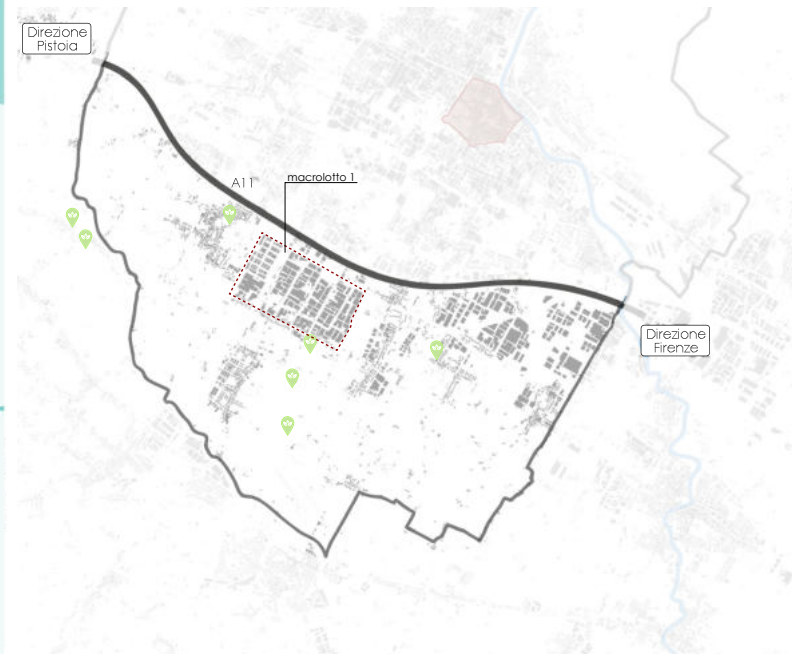 Direzione
Pistoia
macrolotto 1
A11
Direzione
Firenze